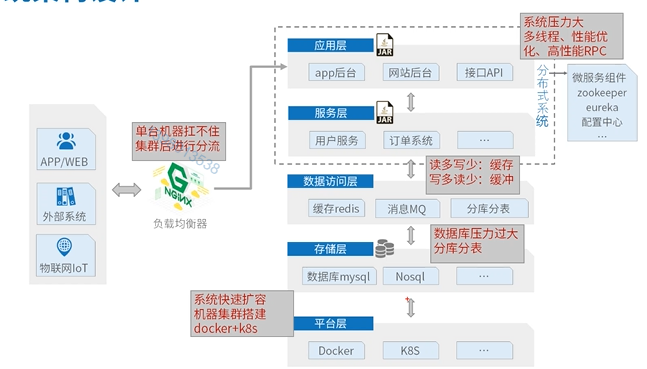 系统压力大
多线程、性能优
化、高性能RPC
应用层
JAR
app后台
网站后台
接口API
分布式系统
微服务组件
zookeeper
eureka
配置中心
...
单台机器扛不住
集群后进行分流
服务层
JAR
用户服务
订单系统
...
APP/WEB
外部系统
物联网IoT
NGiNX
负载均衡器
读多写少：缓存
写多读少：缓冲
数据访问层
缓存redis
消息MQ
分库分表
数据库压力过大
分库分表
存储层
数据库mysql
Nosql
...
系统快速扩容
机器集群搭建
docker+k8s
平台层
Docker
K8S
...